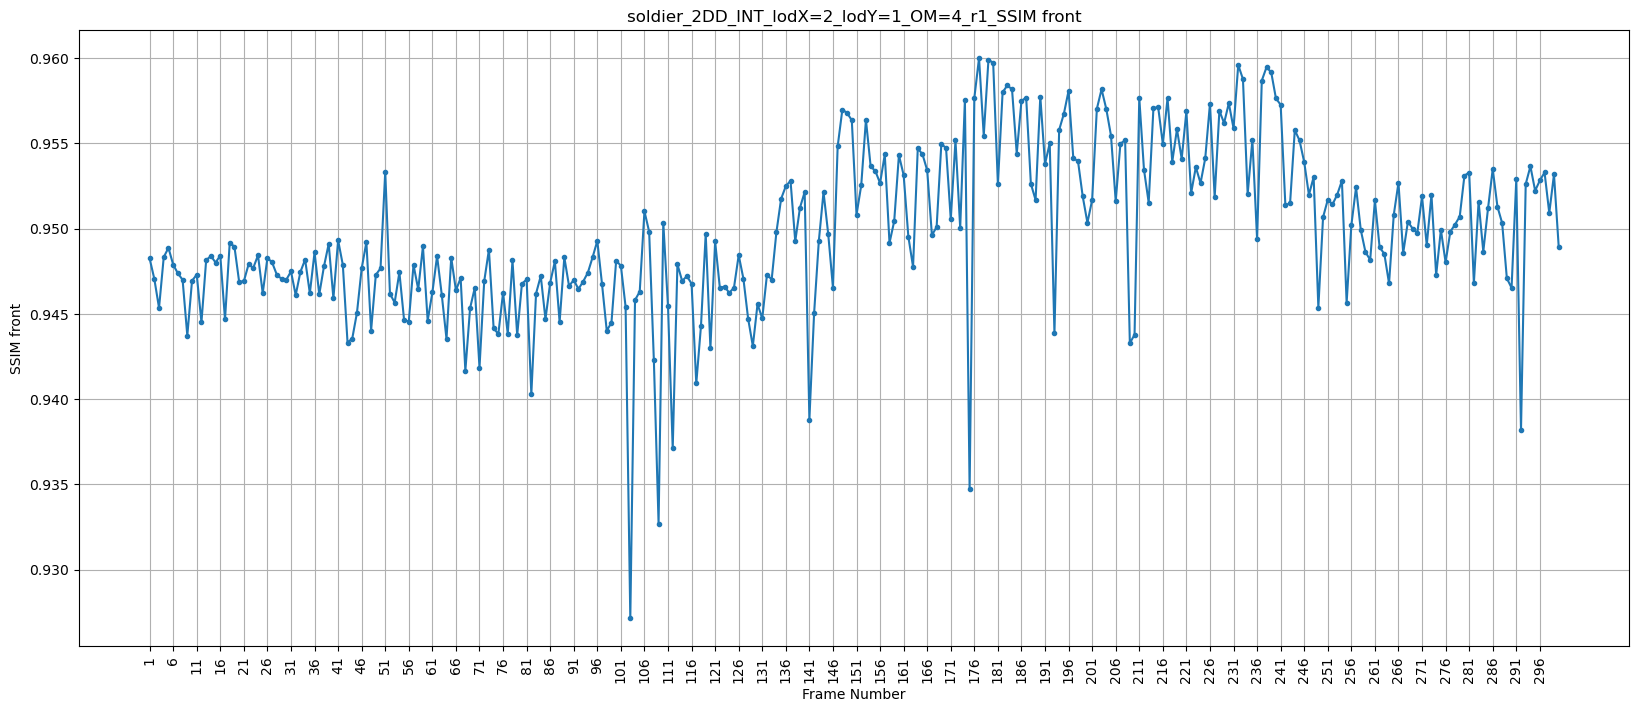 soldier_2DD_INT_lodX=2_lodY=1_OM=4_r1_SSIM front
SSIM front
0.960
0.955
0.950
0.945
0.940
0.935
0.930
1 6 11 16 21 26 31 36 41 46 51 56 61 66 71 76 81 86 91 96 101 106 111 116 121 126 131 136 141 146 151 156 161 166 171 176 181 186 191 196 201 206 211 216 221 226 231 236 241 246 251 256 261 266 271 276 281 286 291 296
Frame Number